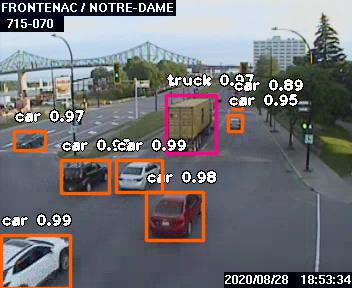 FRONTENAC / NOTRE-DAME
715-070
truck 0.97
car 0.89
car 0.95
car 0.97
car 0.99
car 0.98
car 0.99
2020/08/28 18:53:34